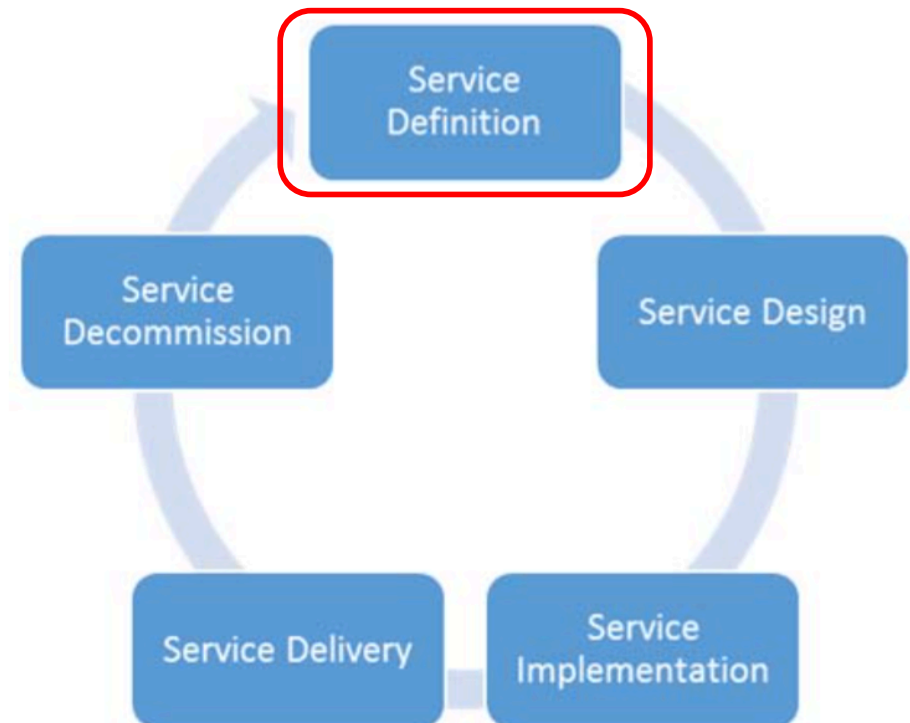 Service
Definition
Service Design
Service
Implementation
Service Delivery
Service
Decommission